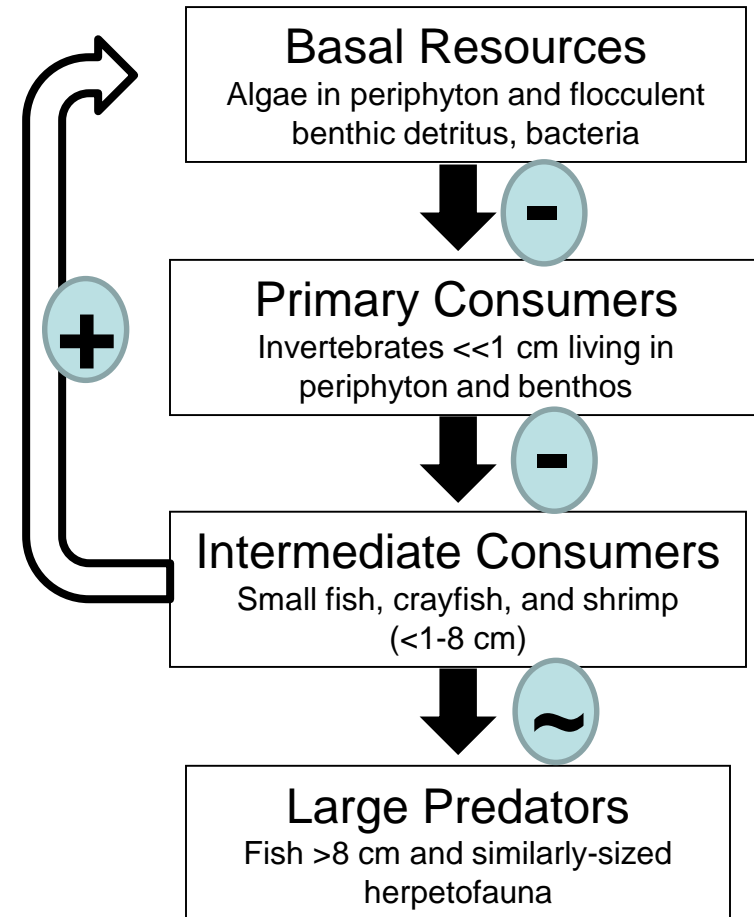 Basal Resources
Algae in periphyton and flocculent
benthic detritus, bacteria
-
Primary Consumers
Invertebrates <<1 cm living in
periphyton and benthos
+
-
Intermediate Consumers
Small fish, crayfish, and shrimp
(<1-8 cm)
~
Large Predators
Fish >8 cm and similarly-sized
herpetofauna